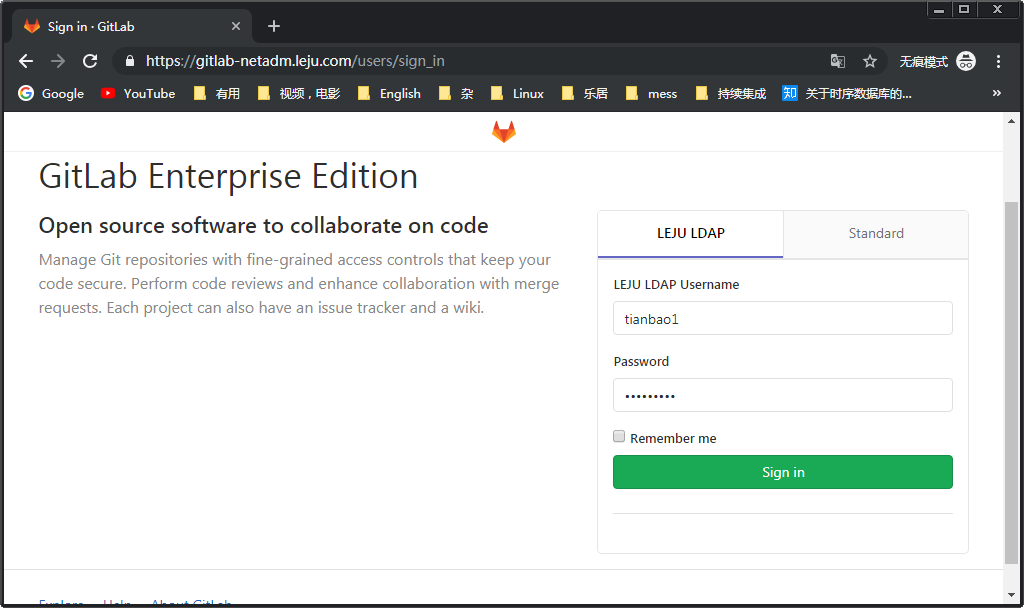 Sign in · GitLab
https://gitlab-netadm.leju.com/users/sign_in
无痕模式
Google YouTube 有用 视频，电影 English 杂 Linux 乐居 mess 持续集成 知 关于时序数据库的... »
GitLab Enterprise Edition
Open source software to collaborate on code
Manage Git repositories with fine-grained access controls that keep your
code secure. Perform code reviews and enhance collaboration with merge
requests. Each project can also have an issue tracker and a wiki.
LEJU LDAP
Standard
LEJU LDAP Username
tianbao1
Password
•••••••••
Remember me
Sign in
Explore Help About GitLab